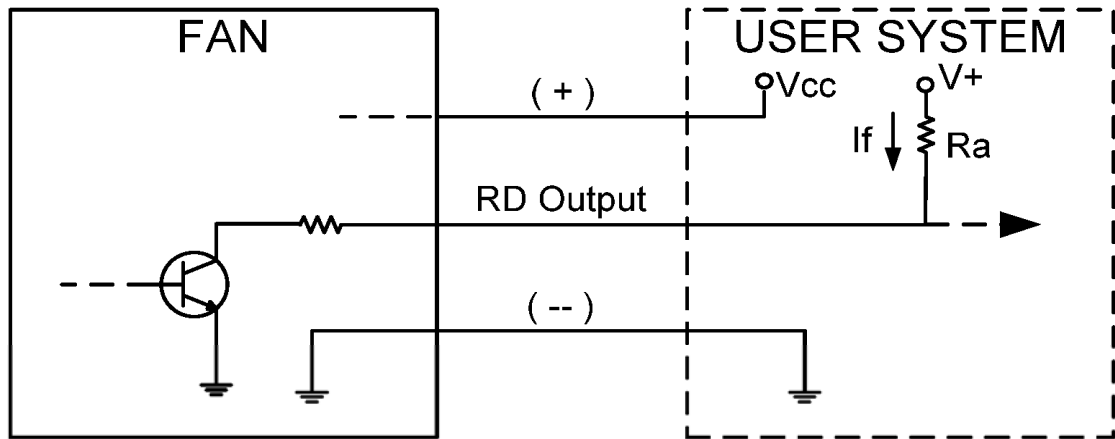 FAN
USER SYSTEM
( + )
Vcc
V+
If
Ra
RD Output
( -- )